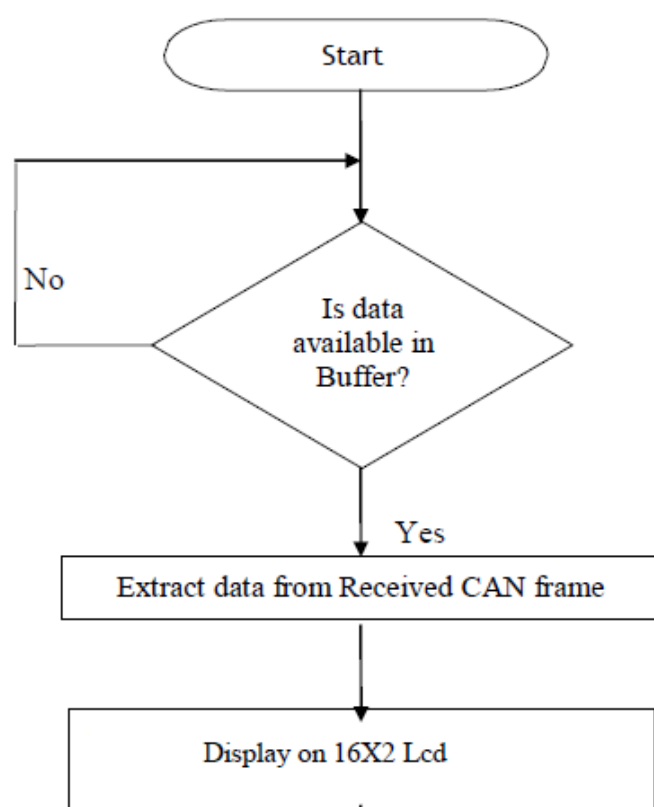 Start
No
Is data
available in
Buffer?
Yes
Extract data from Received CAN frame
Display on 16X2 Lcd